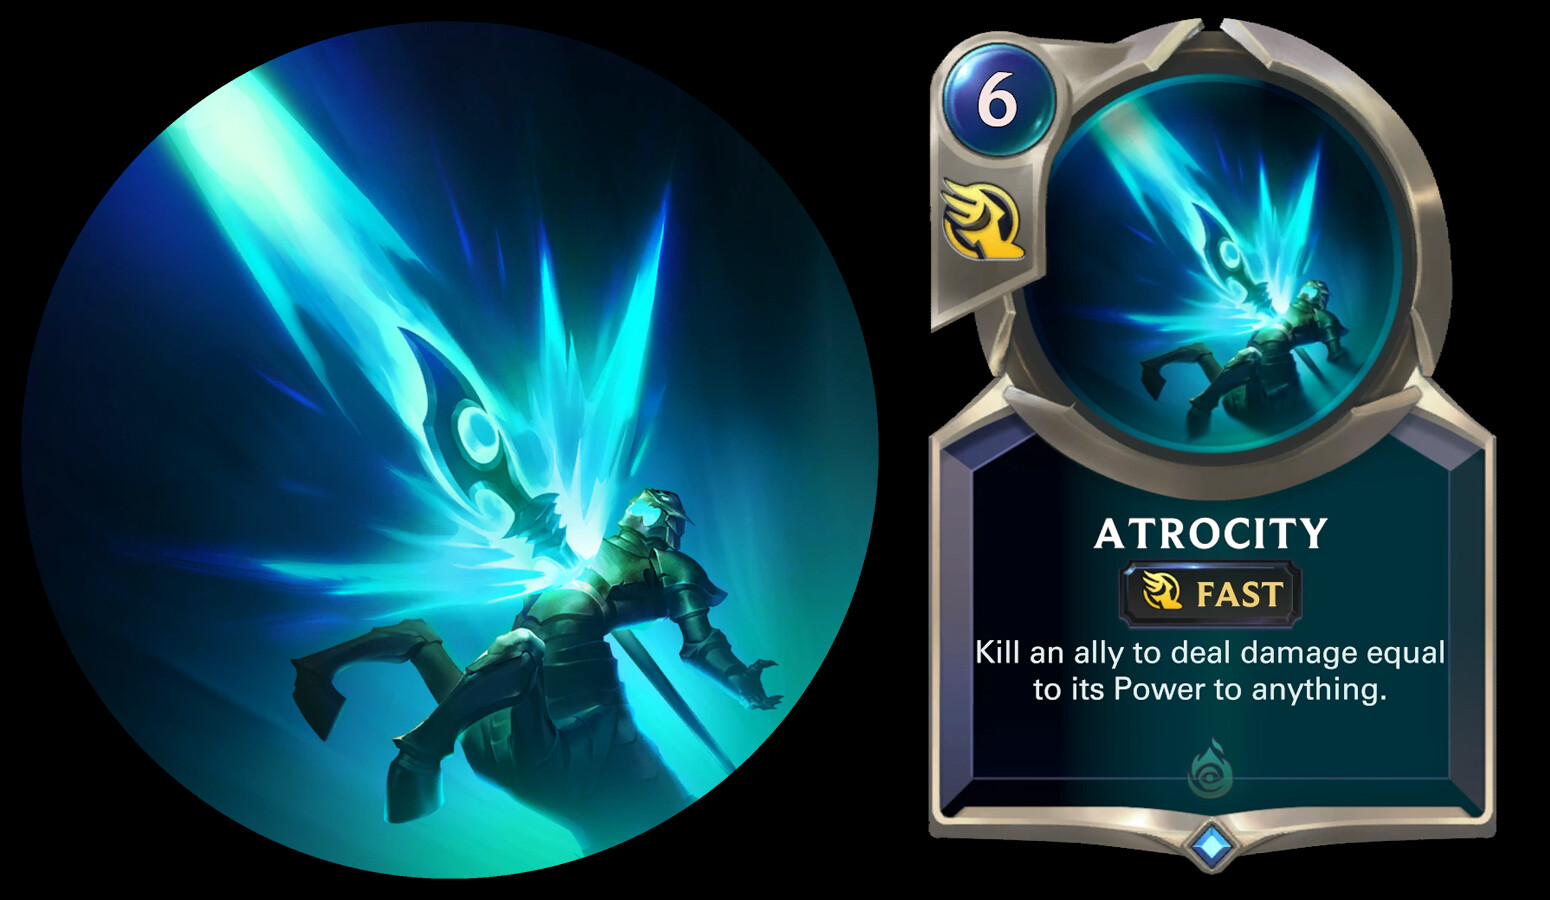 6
ATROCITY
FAST
Kill an ally to deal damage equal
to its Power to anything.